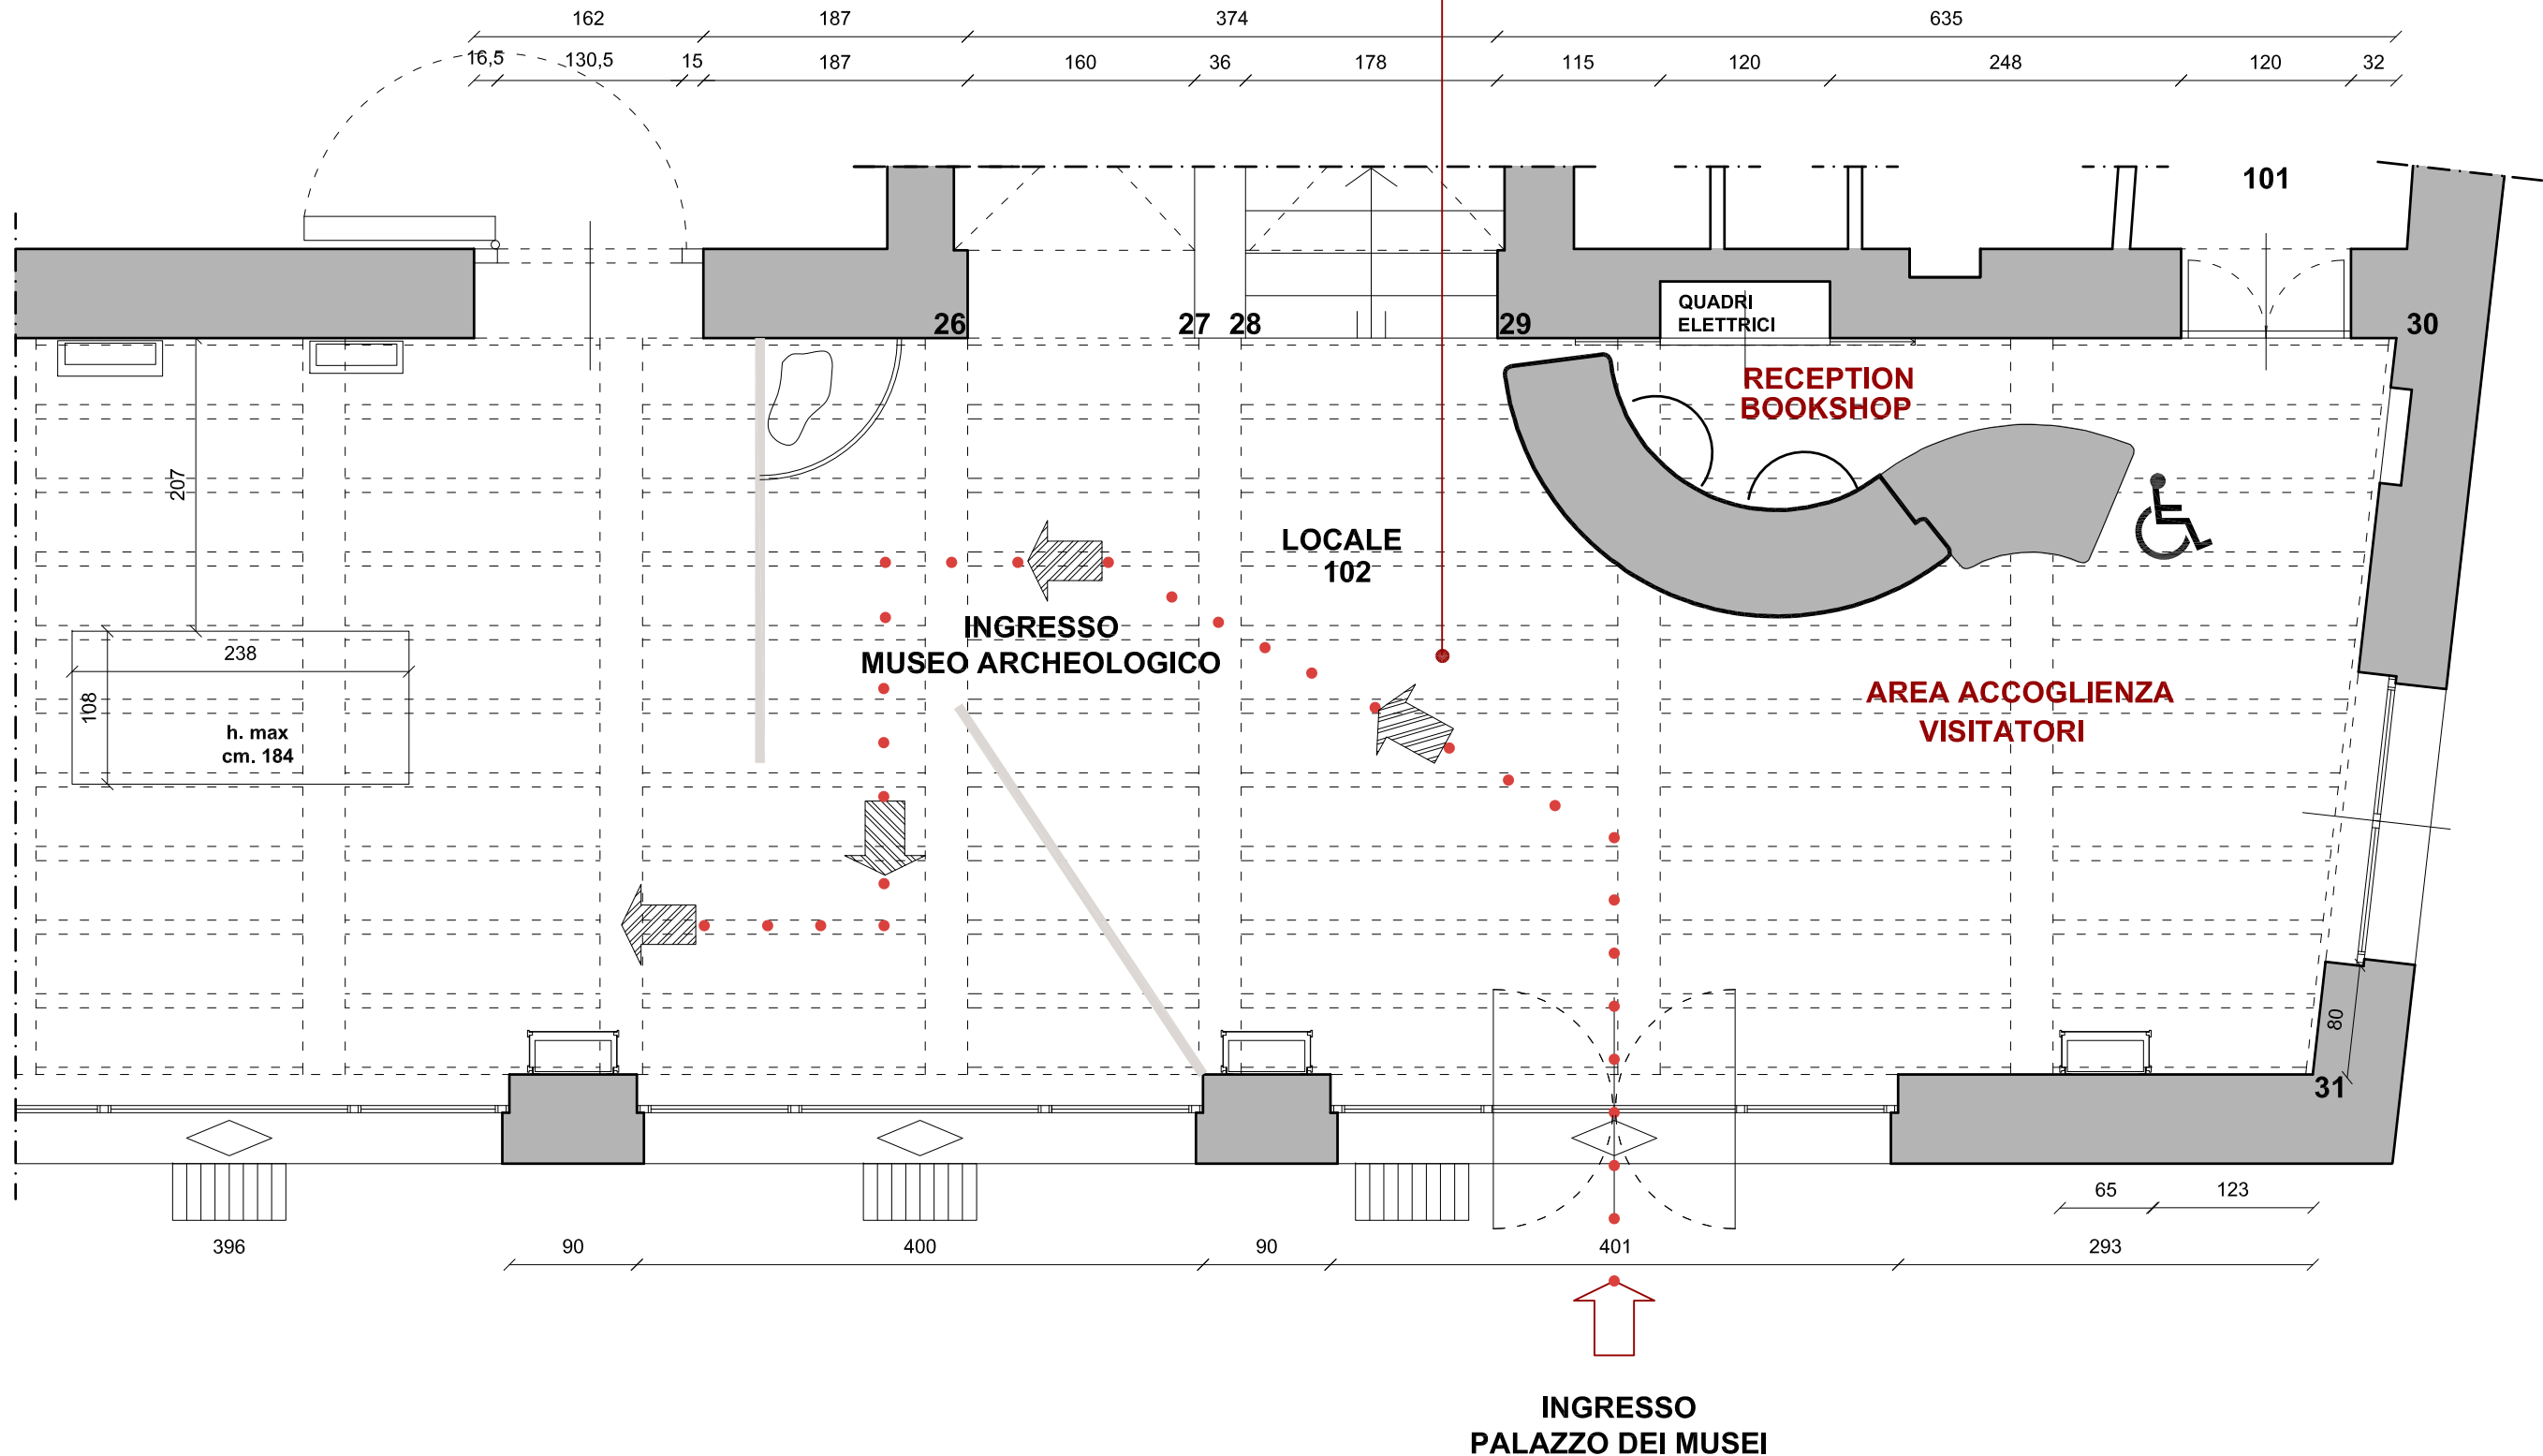 162 187 374 635
16,5 130,5 15 187 160 36 178 115 120 248 120 32
101
26 27 28 29 30
QUADRI
ELETTRICI
RECEPTION
BOOKSHOP
207
LOCALE
102
INGRESSO
MUSEO ARCHEOLOGICO
238
108
h. max
cm. 184
AREA ACCOGLIENZA
VISITATORI
80
31
65 123
396 90 400 90 401 293
INGRESSO
PALAZZO DEI MUSEI